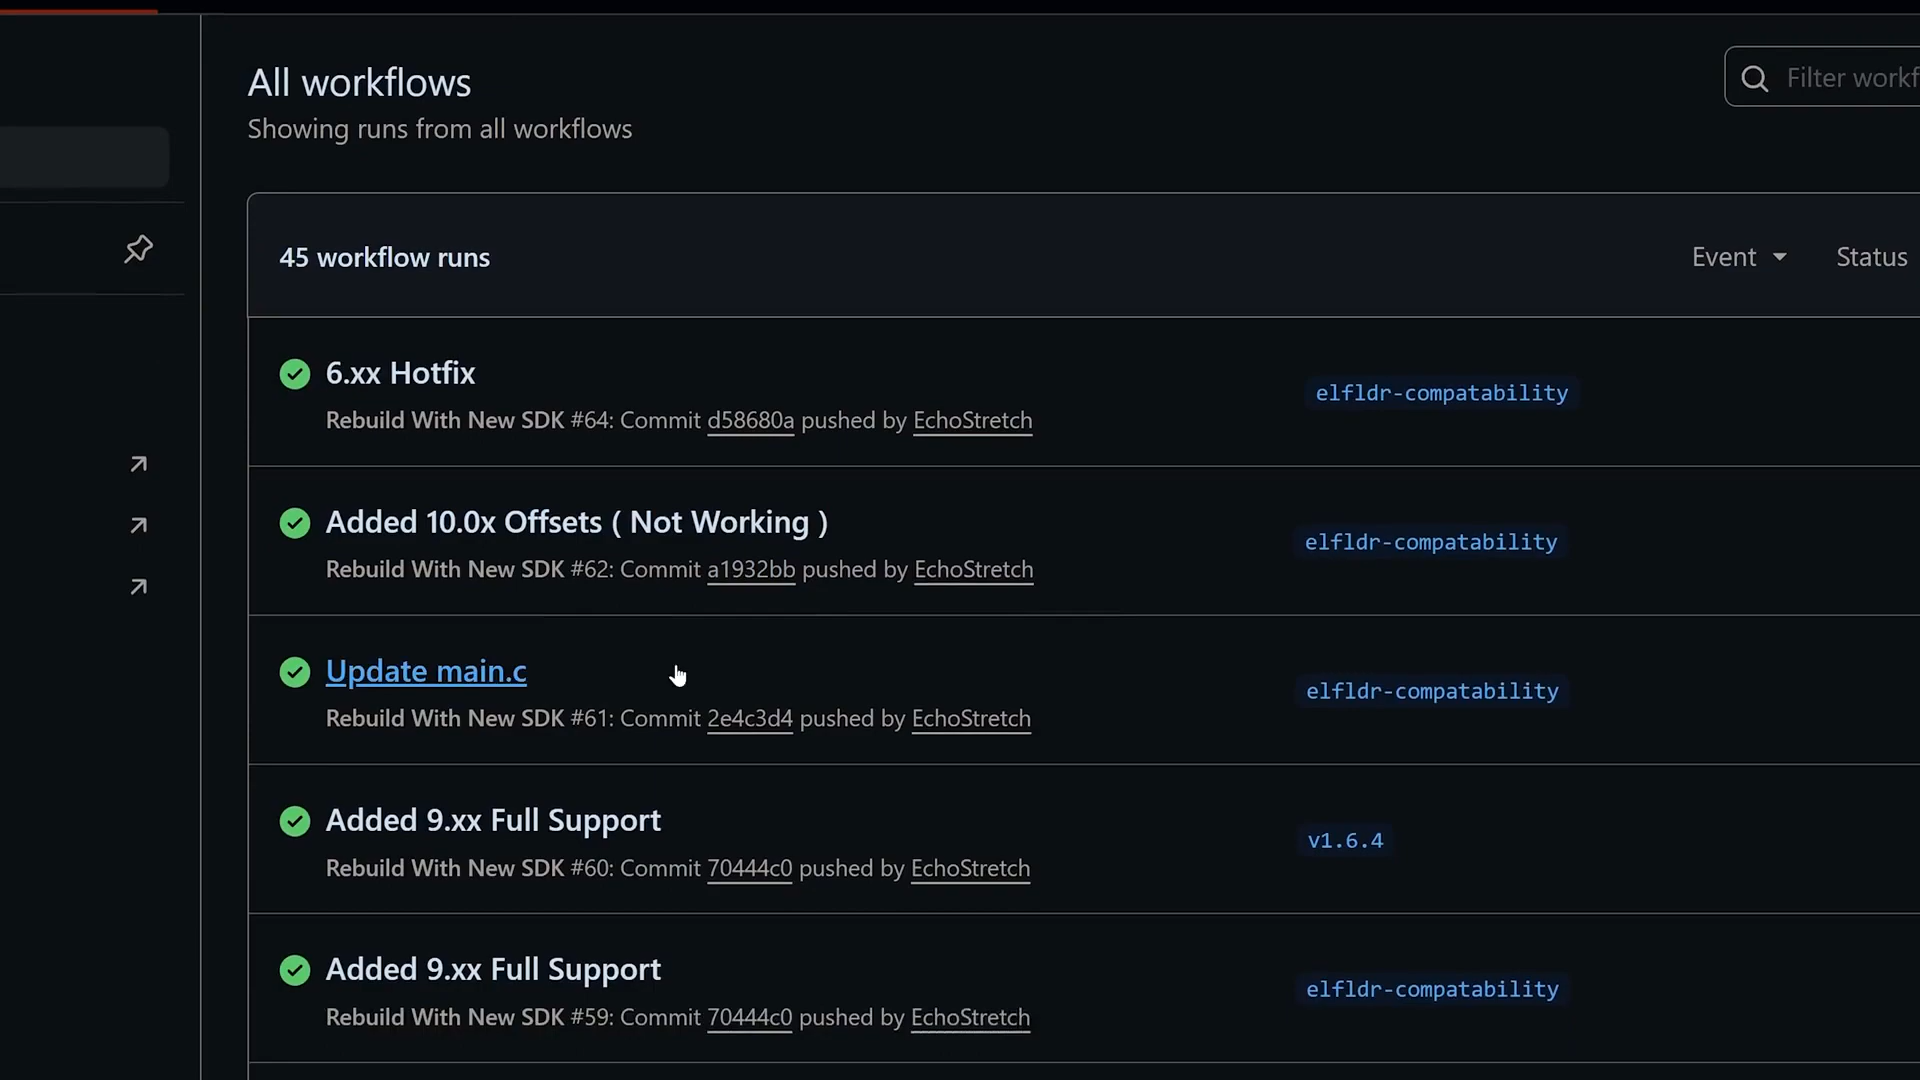 All workflows
Showing runs from all workflows
Filter workf
45 workflow runs
Event
Status
6.xx Hotfix
Rebuild With New SDK #64: Commit d58680a pushed by EchoStretch
elfldr-compatability
Added 10.0x Offsets ( Not Working )
Rebuild With New SDK #62: Commit a1932bb pushed by EchoStretch
elfldr-compatability
Update main.c
Rebuild With New SDK #61: Commit 2e4c3d4 pushed by EchoStretch
elfldr-compatability
Added 9.xx Full Support
Rebuild With New SDK #60: Commit 70444c0 pushed by EchoStretch
v1.6.4
Added 9.xx Full Support
Rebuild With New SDK #59: Commit 70444c0 pushed by EchoStretch
elfldr-compatability